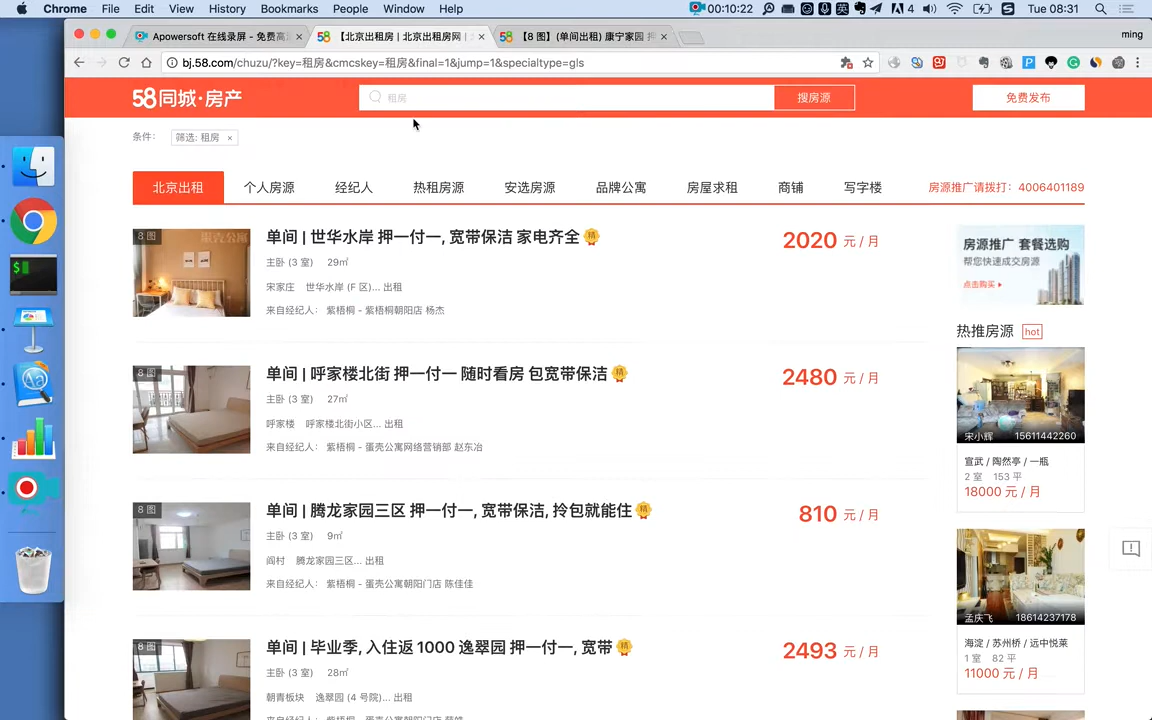 Chrome File Edit View History Bookmarks People Window Help 00:10:22 4 Tue 08:31
Apowersoft 在线录屏 - 免费高清
【北京出租房 | 北京出租房网 |
【8 图】(单间出租) 康宁家园 押
ming
bj.58.com/chuzu/?key=租房&cmcskey=租房&final=1&jump=1&specialtype=gls
58同城·房产
租房
搜房源
免费发布
条件：
筛选: 租房 ×
北京出租 个人房源 经纪人 热租房源 安选房源 品牌公寓 房屋求租 商铺 写字楼 房源推广请拨打：4006401189
8 图
单间 | 世华水岸 押一付一, 宽带保洁 家电齐全 精
2020 元 / 月
主卧 (3 室) 29㎡
宋家庄 世华水岸 (F 区)... 出租
来自经纪人： 紫梧桐 - 紫梧桐朝阳店 杨杰
8 图
单间 | 呼家楼北街 押一付一 随时看房 包宽带保洁 精
2480 元 / 月
主卧 (3 室) 27㎡
呼家楼 呼家楼北街小区... 出租
来自经纪人： 紫梧桐 - 蛋壳公寓网络营销部 赵东冶
8 图
单间 | 腾龙家园三区 押一付一, 宽带保洁, 拎包就能住 精
810 元 / 月
主卧 (3 室) 9㎡
阎村 腾龙家园三区... 出租
来自经纪人： 紫梧桐 - 蛋壳公寓朝阳门店 陈佳佳
8 图
单间 | 毕业季, 入住返 1000 逸翠园 押一付一, 宽带 精
2493 元 / 月
主卧 (3 室) 28㎡
朝青板块 逸翠园 (4 号院)... 出租
房源推广 套餐选购
帮您快速成交房源
点击购买
热推房源 hot
宋小辉 15611442260
宣武 / 陶然亭 / 一瓶
2 室 153 平
18000 元 / 月
孟庆飞 18614237178
海淀 / 苏州桥 / 远中悦莱
1 室 82 平
11000 元 / 月